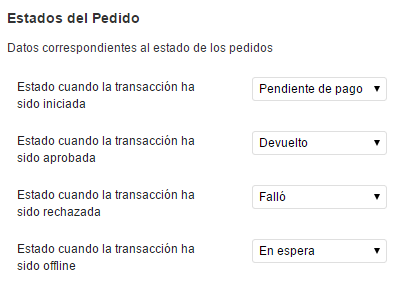 Estados del Pedido
Datos correspondientes al estado de los pedidos
Estado cuando la transacción ha
sido iniciada
Pendiente de pago
Estado cuando la transacción ha
sido aprobada
Devuelto
Estado cuando la transacción ha
sido rechazada
Falló
Estado cuando la transacción ha
sido offline
En espera